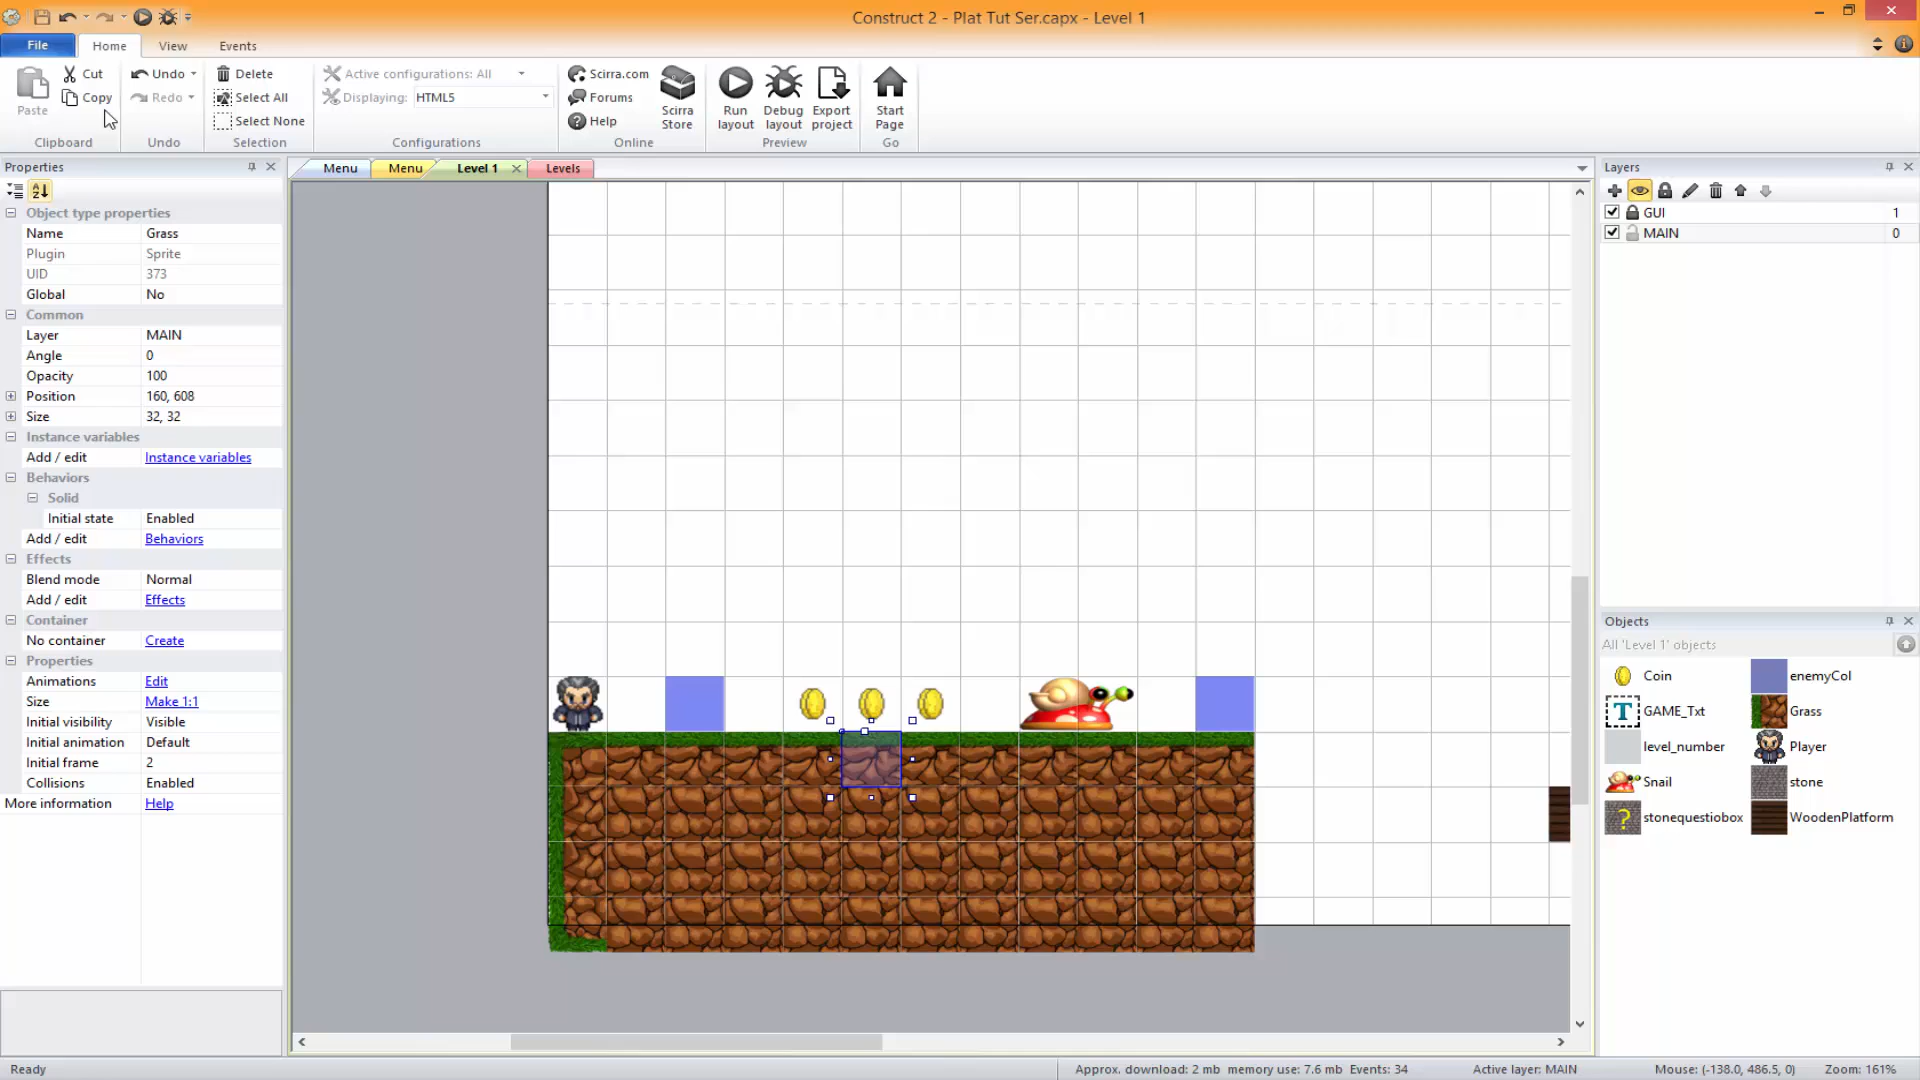 Construct 2 - Plat Tut Ser.capx - Level 1
File
Home
View
Events
Paste
Cut
Copy
Clipboard
Undo
Redo
Undo
Delete
Select All
Select None
Selection
Active configurations: All
Displaying:
HTML5
Configurations
Scirra.com
Forums
Help
Scirra Store
Online
Run layout
Debug layout
Export project
Preview
Start Page
Go
Properties
Object type properties
Name Grass
Plugin Sprite
UID 373
Global No
Common
Layer MAIN
Angle 0
Opacity 100
Position 160, 608
Size 32, 32
Instance variables
Add / edit Instance variables
Behaviors
Solid
Initial state Enabled
Add / edit Behaviors
Effects
Blend mode Normal
Add / edit Effects
Container
No container Create
Properties
Animations Edit
Size Make 1:1
Initial visibility Visible
Initial animation Default
Initial frame 2
Collisions Enabled
More information Help
Menu
Menu
Level 1
Levels
Layers
GUI 1
MAIN 0
Objects
All 'Level 1' objects
Coin
enemyCol
GAME_Txt
Grass
level_number
Player
Snail
stone
stonequestiobox
WoodenPlatform
Ready
Approx. download: 2 mb memory use: 7.6 mb Events: 34
Active layer: MAIN
Mouse: (-138.0, 486.5, 0)
Zoom: 161%